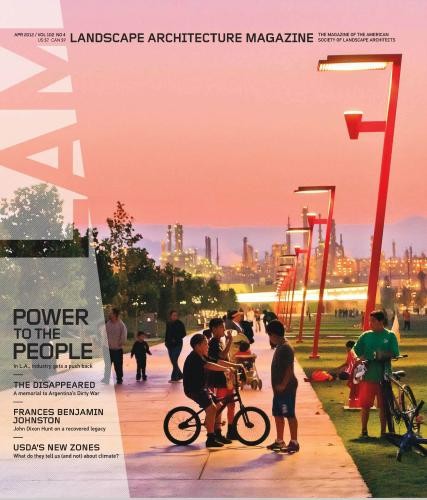 APR 2012 / VOL 102 NO 4
US $7 CAN $9
LANDSCAPE ARCHITECTURE MAGAZINE
THE MAGAZINE OF THE AMERICAN
SOCIETY OF LANDSCAPE ARCHITECTS
LAM
POWER
TO THE
PEOPLE
In L.A., industry gets a push back
THE DISAPPEARED
A memorial to Argentina's Dirty War
FRANCES BENJAMIN
JOHNSTON
John Dixon Hunt on a recovered legacy
USDA'S NEW ZONES
What do they tell us (and not) about climate?